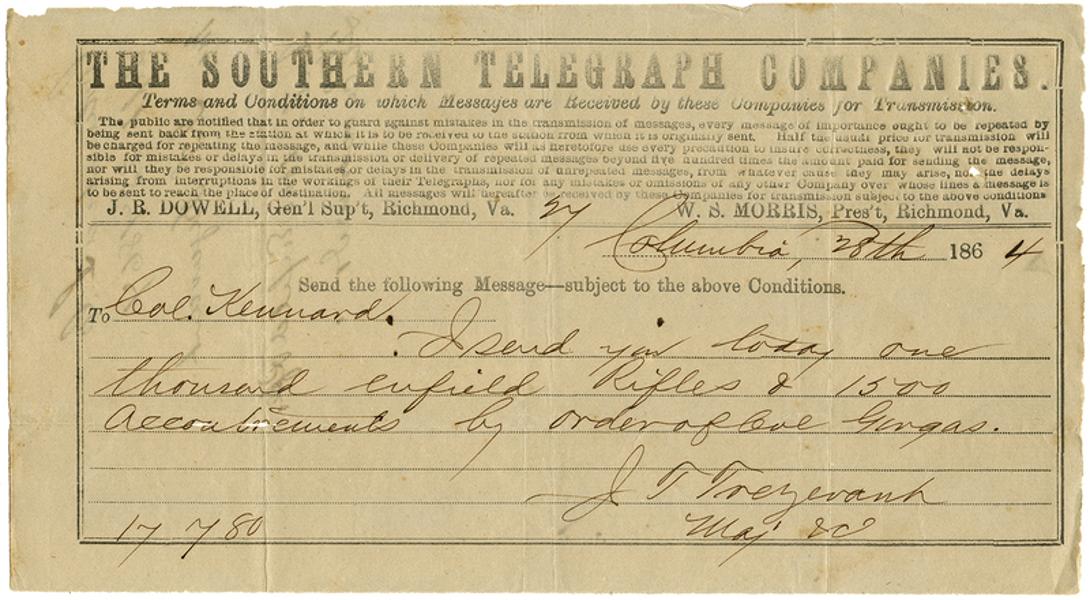 THE SOUTHERN TELEGRAPH COMPANIES.
Terms and Conditions on which Messages are Received by these Companies for Transmission.
The public are notified that in order to guard against mistakes in the transmission of messages, every message of importance ought to be repeated by
being sent back from the station at which it is to be received to the station from which it is originally sent. Half the usual price for transmission will
be charged for repeating the message, and while these Companies will as heretofore use every precaution to insure correctness, they will not be respon-
sible for mistakes or delays in the transmission or delivery of repeated messages beyond five hundred times the amount paid for sending the message,
nor will they be responsible for mistakes or delays in the transmission of unrepeated messages, from whatever cause they may arise, nor the delays
arising from interruptions in the workings of their Telegraphs, nor for any mistakes or omissions of any other Company over whose lines a message is
to be sent to reach the place of destination. All messages will hereafter be received by these Companies for transmission subject to the above conditions
J. R. DOWELL, Gen'l Sup't, Richmond, Va. W. S. MORRIS, Pres't, Richmond, Va.
Columbia, 28th 1864
Send the following Message—subject to the above Conditions.
To Col. Kennard.
I send you today one
thousand enfield Rifles & 1500
Accoutrements by order of Col Gorgas.
J T Trezevant
Maj &C
17 780